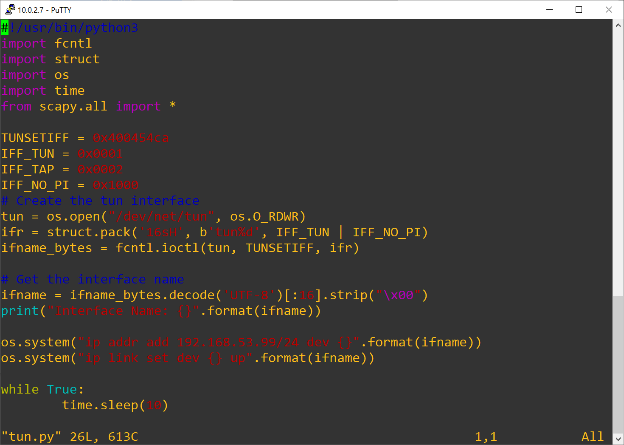 10.0.2.7 - PuTTY
#!/usr/bin/python3
import fcntl
import struct
import os
import time
from scapy.all import *
TUNSETIFF = 0x400454ca
IFF_TUN = 0x0001
IFF_TAP = 0x0002
IFF_NO_PI = 0x1000
# Create the tun interface
tun = os.open("/dev/net/tun", os.O_RDWR)
ifr = struct.pack('16sH', b'tun%d', IFF_TUN | IFF_NO_PI)
ifname_bytes = fcntl.ioctl(tun, TUNSETIFF, ifr)
# Get the interface name
ifname = ifname_bytes.decode('UTF-8')[:16].strip("\x00")
print("Interface Name: {}".format(ifname))
os.system("ip addr add 192.168.53.99/24 dev {}".format(ifname))
os.system("ip link set dev {} up".format(ifname))
while True:
        time.sleep(10)
"tun.py" 26L, 613C 1,1 All